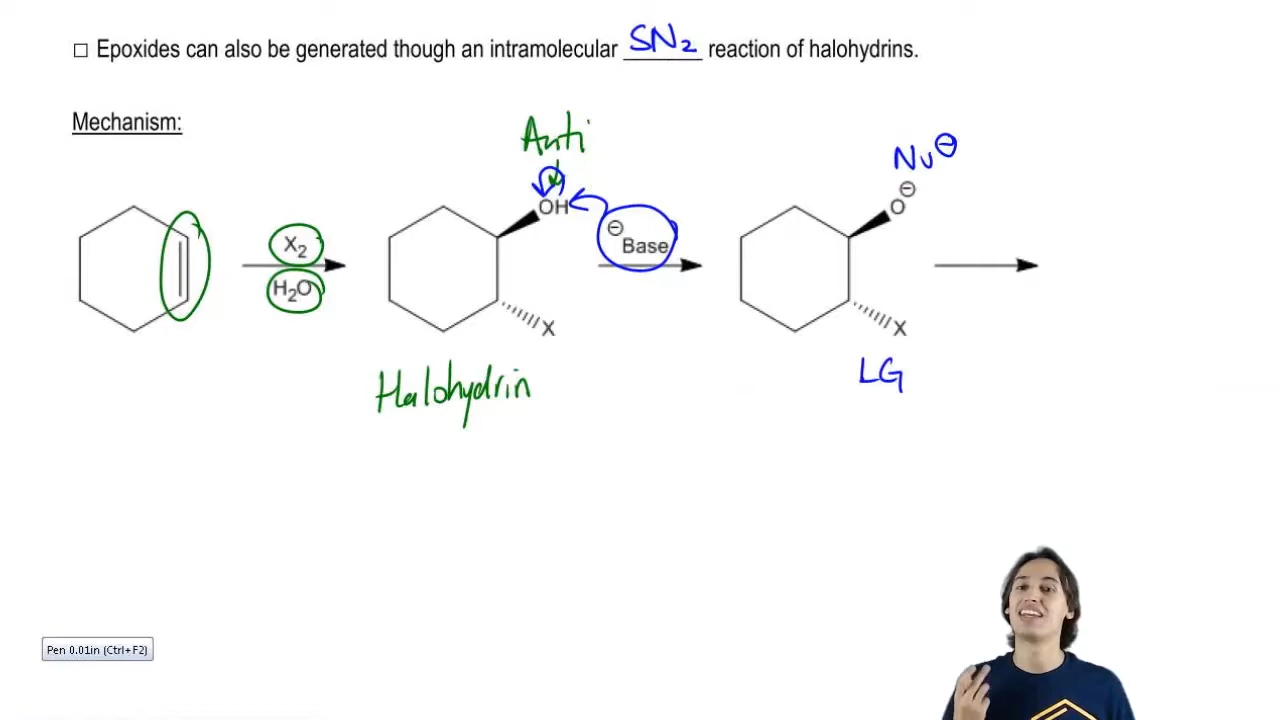 □ Epoxides can also be generated though an intramolecular SN2 reaction of halohydrins.
Mechanism:
Anti
Nu⊖
OH
⊖
O
⊖
X2
Base
H2O
X
X
Halohydrin
LG
Pen 0.01in (Ctrl+F2)